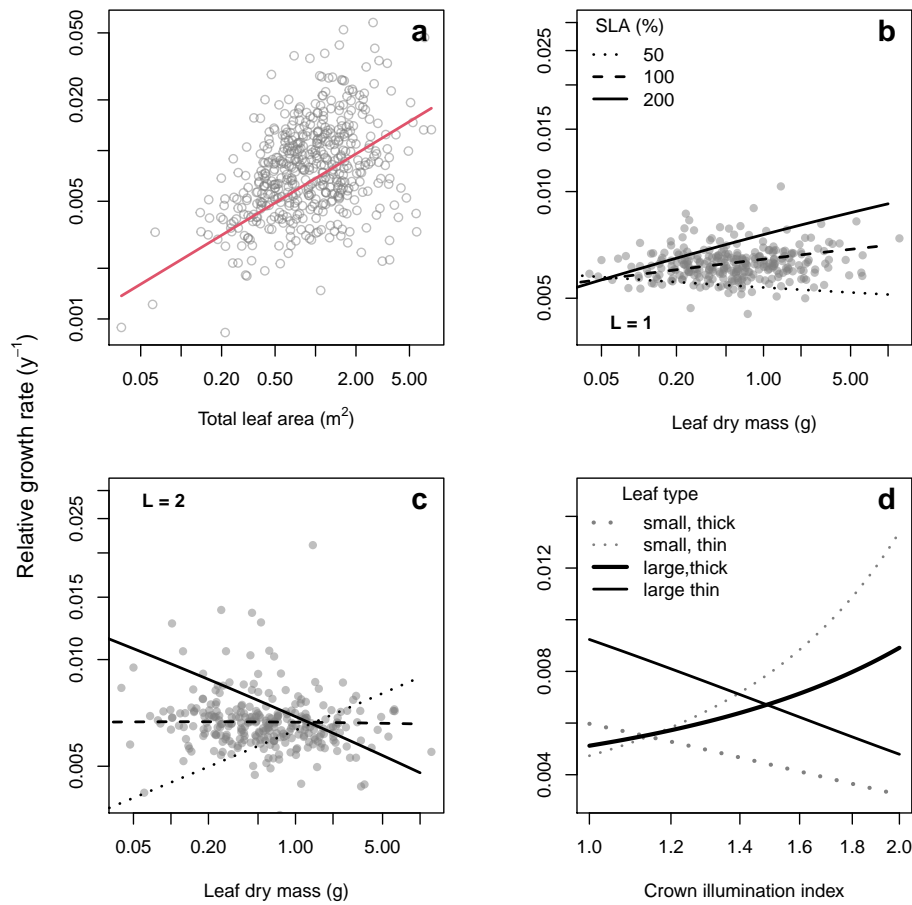 Relative growth rate (y⁻¹)
a
0.050
0.020
0.005
0.001
0.05 0.20 0.50 2.00 5.00
Total leaf area (m²)
b
SLA (%)
50
100
200
L = 1
0.025
0.015
0.010
0.005
0.05 0.20 1.00 5.00
Leaf dry mass (g)
c
L = 2
0.025
0.015
0.010
0.005
0.05 0.20 1.00 5.00
Leaf dry mass (g)
d
Leaf type
small, thick
small, thin
large,thick
large thin
0.012
0.008
0.004
1.0 1.2 1.4 1.6 1.8 2.0
Crown illumination index